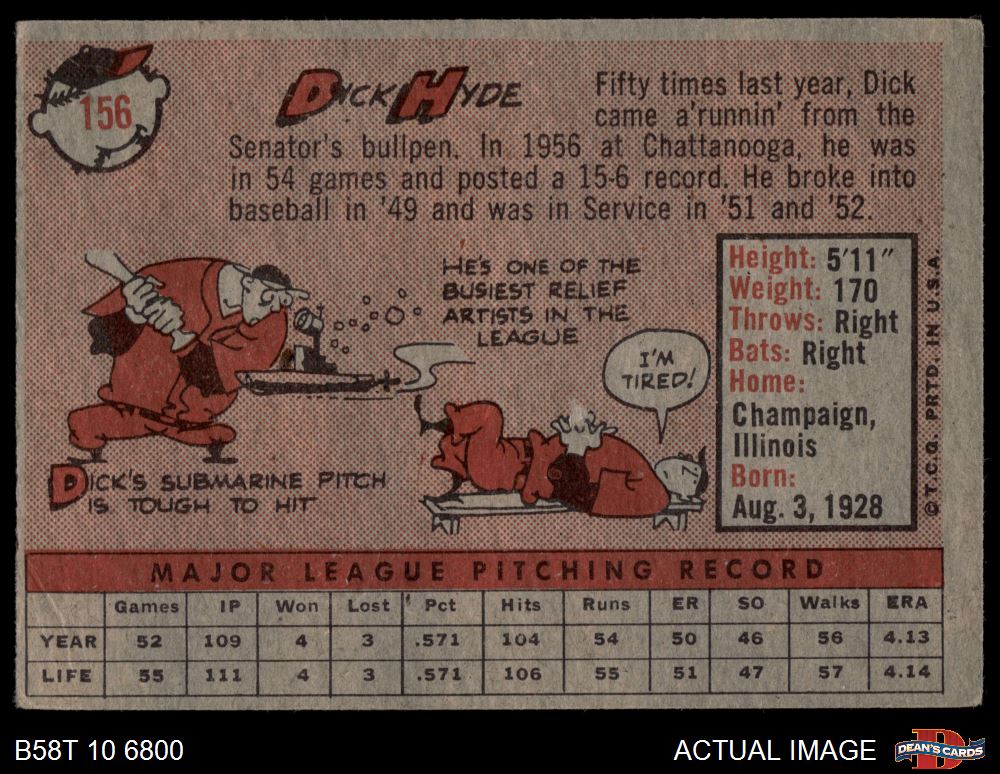 156
DICK HYDE
Fifty times last year, Dick
came a'runnin' from the
Senator's bullpen. In 1956 at Chattanooga, he was
in 54 games and posted a 15-6 record. He broke into
baseball in '49 and was in Service in '51 and '52.
HE'S ONE OF THE
BUSIEST RELIEF
ARTISTS IN THE
LEAGUE
I'M
TIRED!
DICK'S SUBMARINE PITCH
IS TOUGH TO HIT
Height: 5'11"
Weight: 170
Throws: Right
Bats: Right
Home:
Champaign,
Illinois
Born:
Aug. 3, 1928
© T.C.G. PRTD. IN U.S.A.
MAJOR LEAGUE PITCHING RECORD
Games IP Won Lost Pct Hits Runs ER SO Walks ERA
YEAR 52 109 4 3 .571 104 54 50 46 56 4.13
LIFE 55 111 4 3 .571 106 55 51 47 57 4.14
B58T 10 6800
ACTUAL IMAGE
DEAN'S CARDS